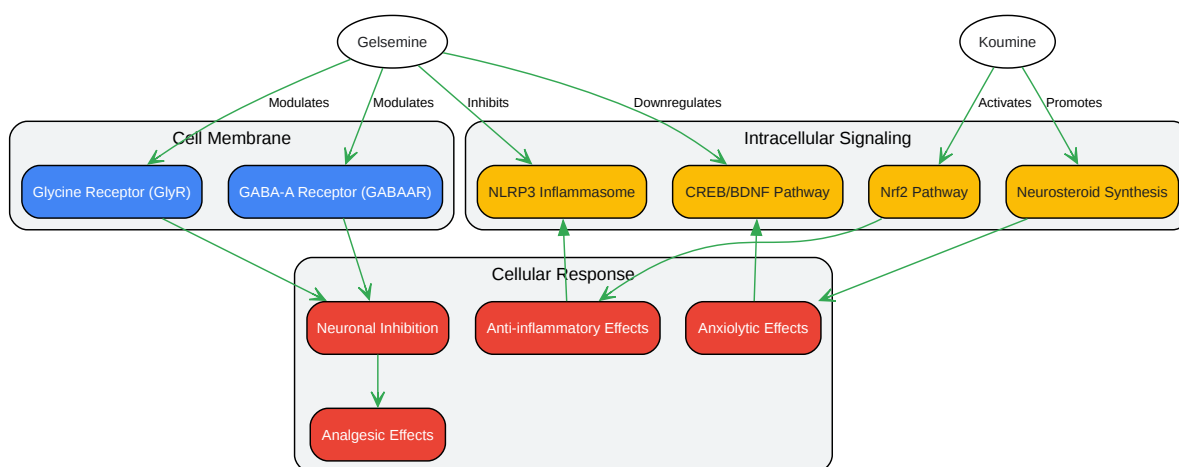 Gelsemine
Koumine
Modulates
Modulates
Inhibits
Downregulates
Activates
Promotes
Cell Membrane
Intracellular Signaling
Glycine Receptor (GlyR)
GABA-A Receptor (GABAAR)
NLRP3 Inflammasome
CREB/BDNF Pathway
Nrf2 Pathway
Neurosteroid Synthesis
Cellular Response
Neuronal Inhibition
Anti-inflammatory Effects
Anxiolytic Effects
Analgesic Effects